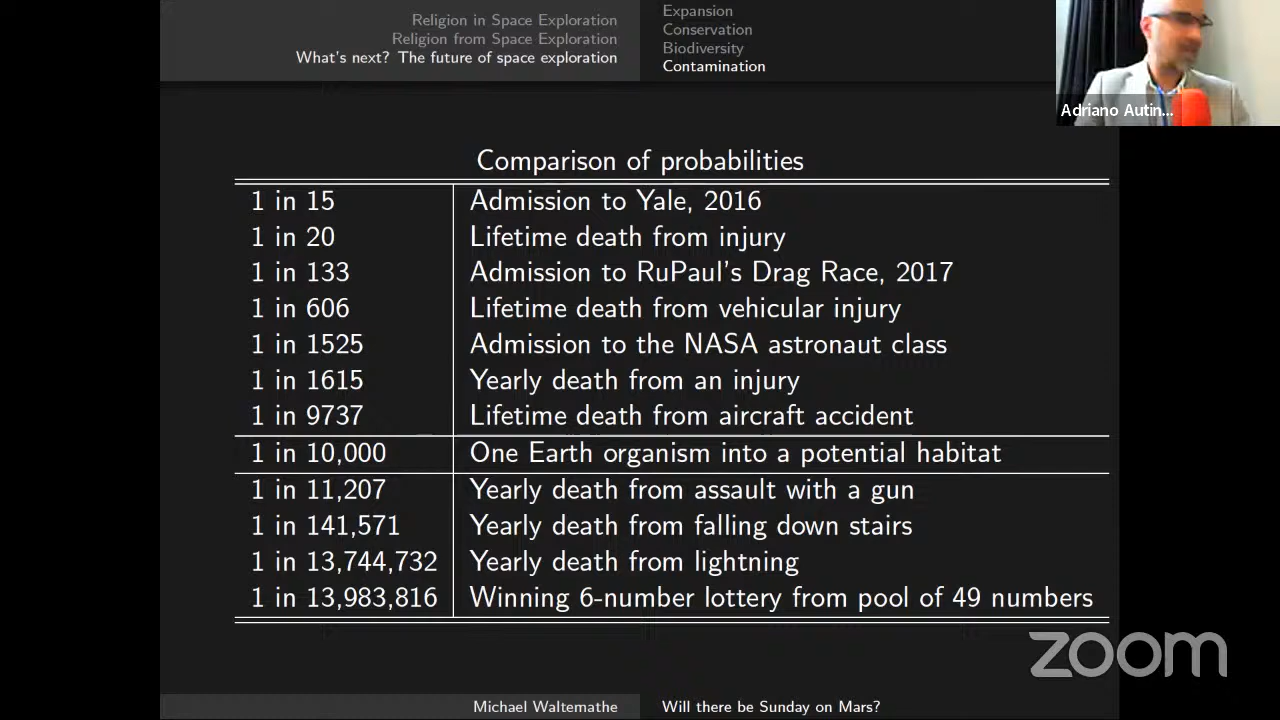 Religion in Space Exploration
Religion from Space Exploration
What's next? The future of space exploration
Expansion
Conservation
Biodiversity
Contamination
Adriano Autin...
Comparison of probabilities
1 in 15 Admission to Yale, 2016
1 in 20 Lifetime death from injury
1 in 133 Admission to RuPaul's Drag Race, 2017
1 in 606 Lifetime death from vehicular injury
1 in 1525 Admission to the NASA astronaut class
1 in 1615 Yearly death from an injury
1 in 9737 Lifetime death from aircraft accident
1 in 10,000 One Earth organism into a potential habitat
1 in 11,207 Yearly death from assault with a gun
1 in 141,571 Yearly death from falling down stairs
1 in 13,744,732 Yearly death from lightning
1 in 13,983,816 Winning 6-number lottery from pool of 49 numbers
zoom
Michael Waltemathe Will there be Sunday on Mars?